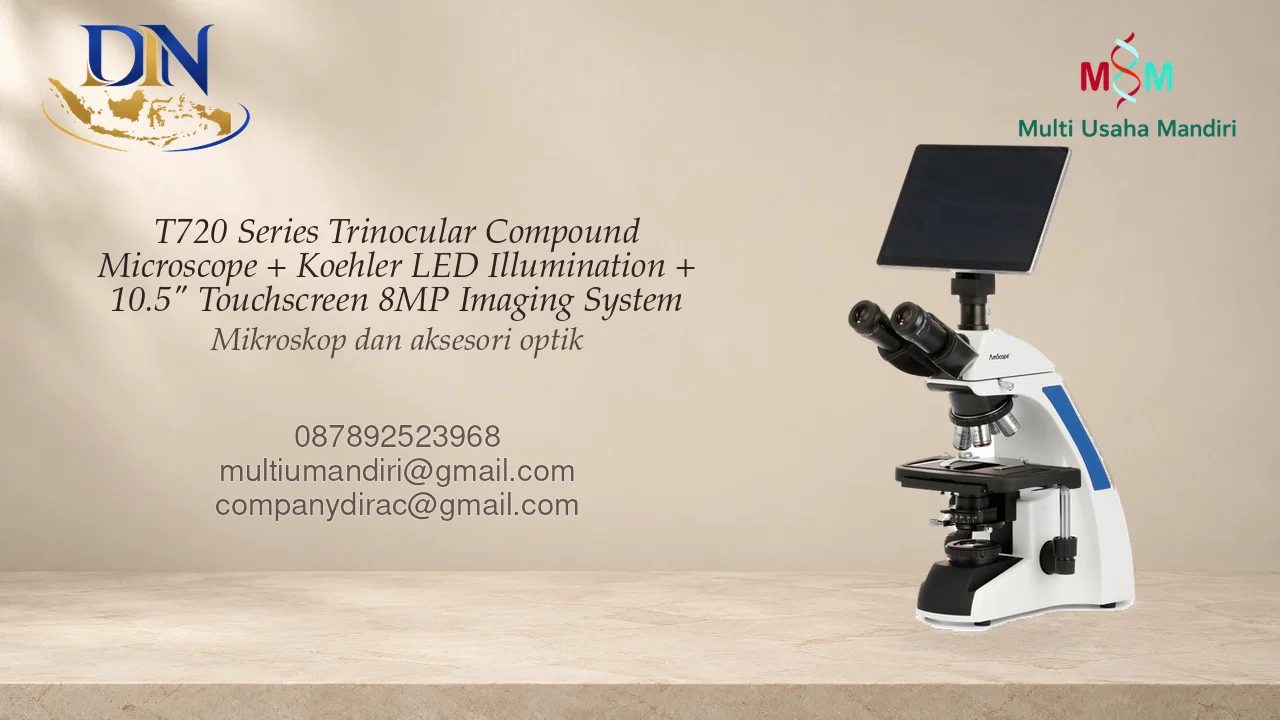 DIN
M M
Multi Usaha Mandiri
T720 Series Trinocular Compound
Microscope + Koehler LED Illumination +
10.5" Touchscreen 8MP Imaging System
Mikroskop dan aksesori optik
087892523968
multiumandiri@gmail.com
companydirac@gmail.com
AmScope